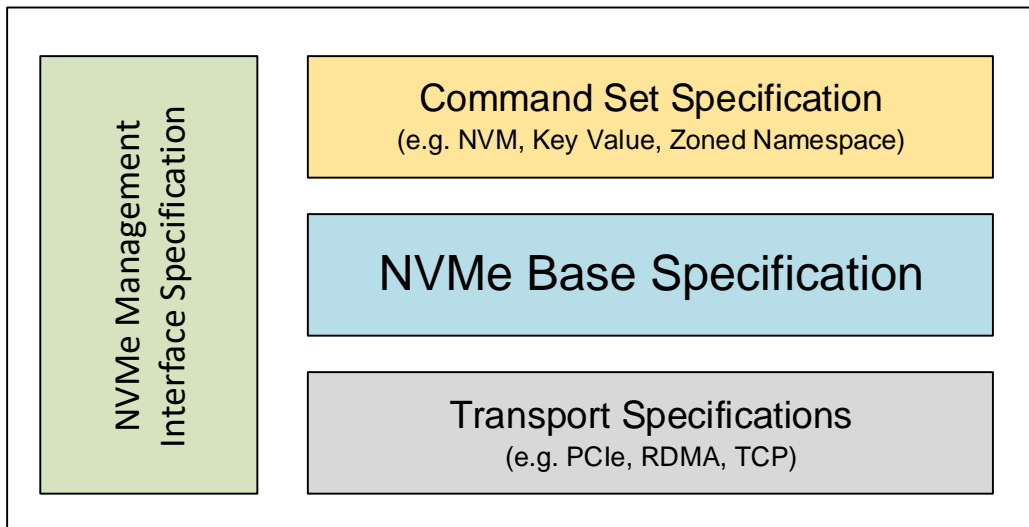 NVMe Management
Interface Specification
Command Set Specification
(e.g. NVM, Key Value, Zoned Namespace)
NVMe Base Specification
Transport Specifications
(e.g. PCIe, RDMA, TCP)